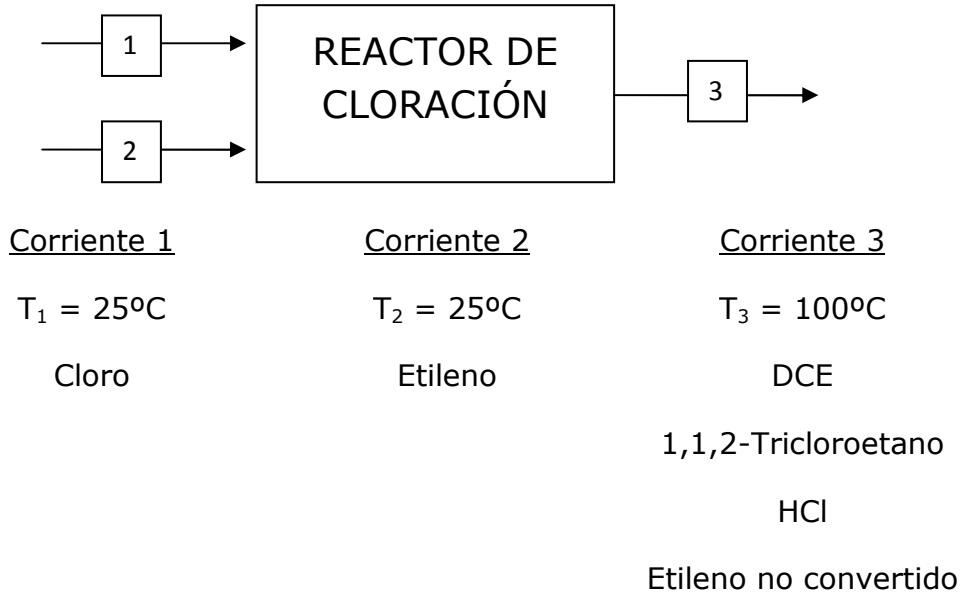 1
REACTOR DE
CLORACIÓN
3
2
Corriente 1 Corriente 2 Corriente 3
T₁ = 25ºC T₂ = 25ºC T₃ = 100ºC
Cloro Etileno DCE
1,1,2-Tricloroetano
HCl
Etileno no convertido